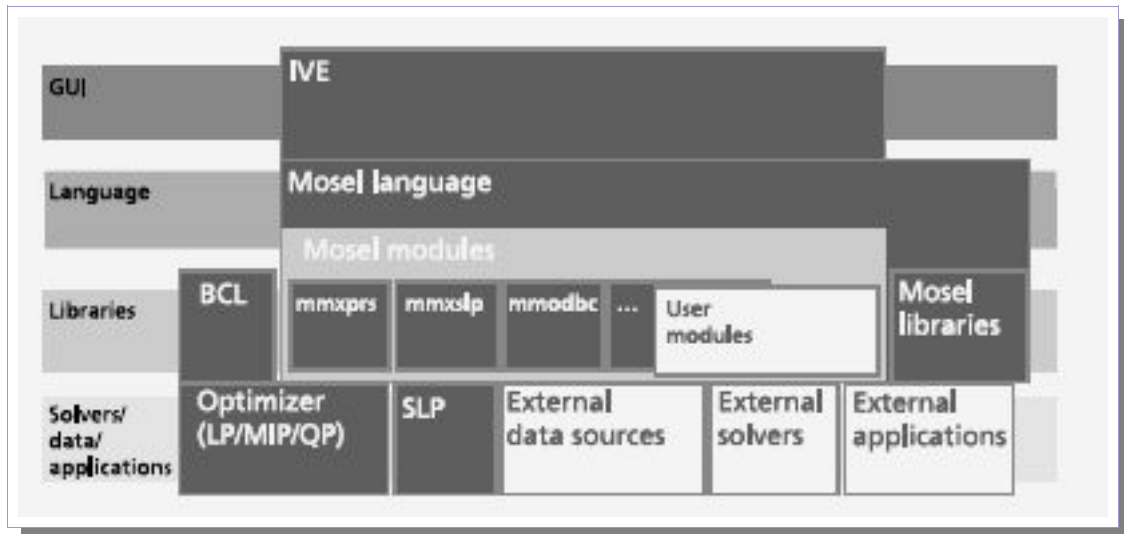 GUI
IVE
Language
Mosel language
Mosel modules
Libraries
BCL
mmxprs
mmxslp
mmodbc
...
User
modules
Mosel
libraries
Solvers/
data/
applications
Optimizer
(LP/MIP/QP)
SLP
External
data sources
External
solvers
External
applications